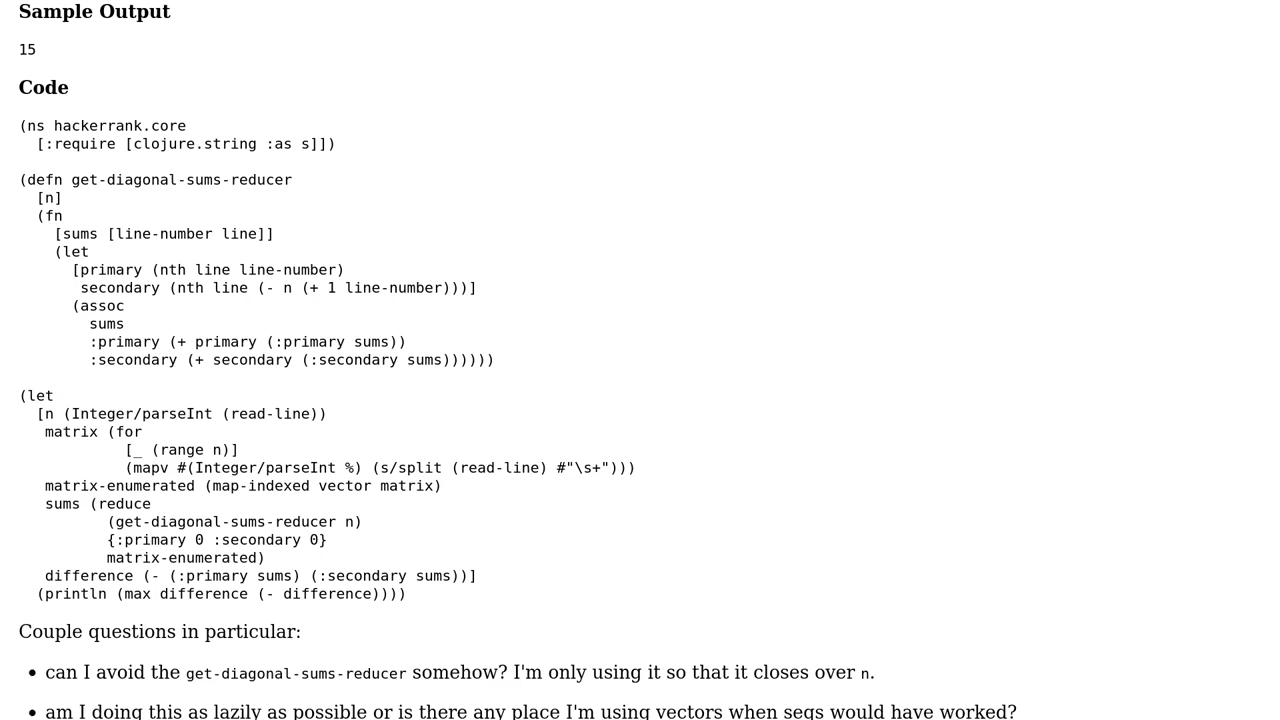 Sample Output
15
Code
(ns hackerrank.core
  [:require [clojure.string :as s]])

(defn get-diagonal-sums-reducer
  [n]
  (fn
    [sums [line-number line]]
    (let
      [primary (nth line line-number)
       secondary (nth line (- n (+ 1 line-number)))]
      (assoc
        sums
        :primary (+ primary (:primary sums))
        :secondary (+ secondary (:secondary sums))))))

(let
  [n (Integer/parseInt (read-line))
   matrix (for
            [_ (range n)]
            (mapv #(Integer/parseInt %) (s/split (read-line) #"\s+")))
   matrix-enumerated (map-indexed vector matrix)
   sums (reduce
          (get-diagonal-sums-reducer n)
          {:primary 0 :secondary 0}
          matrix-enumerated)
   difference (- (:primary sums) (:secondary sums))]
  (println (max difference (- difference))))
Couple questions in particular:
• can I avoid the get-diagonal-sums-reducer somehow? I'm only using it so that it closes over n.
• am I doing this as lazily as possible or is there any place I'm using vectors when seqs would have worked?